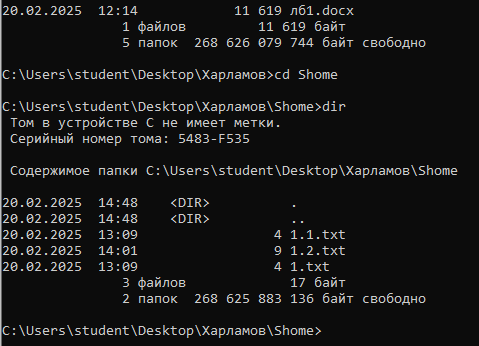 20.02.2025  12:14            11 619 лб1.docx
               1 файлов         11 619 байт
               5 папок  268 626 079 744 байт свободно
C:\Users\student\Desktop\Харламов>cd Shome
C:\Users\student\Desktop\Харламов\Shome>dir
 Том в устройстве C не имеет метки.
 Серийный номер тома: 5483-F535
 Содержимое папки C:\Users\student\Desktop\Харламов\Shome
20.02.2025  14:48    <DIR>          .
20.02.2025  14:48    <DIR>          ..
20.02.2025  13:09                 4 1.1.txt
20.02.2025  14:01                 9 1.2.txt
20.02.2025  13:09                 4 1.txt
               3 файлов             17 байт
               2 папок  268 625 883 136 байт свободно
C:\Users\student\Desktop\Харламов\Shome>